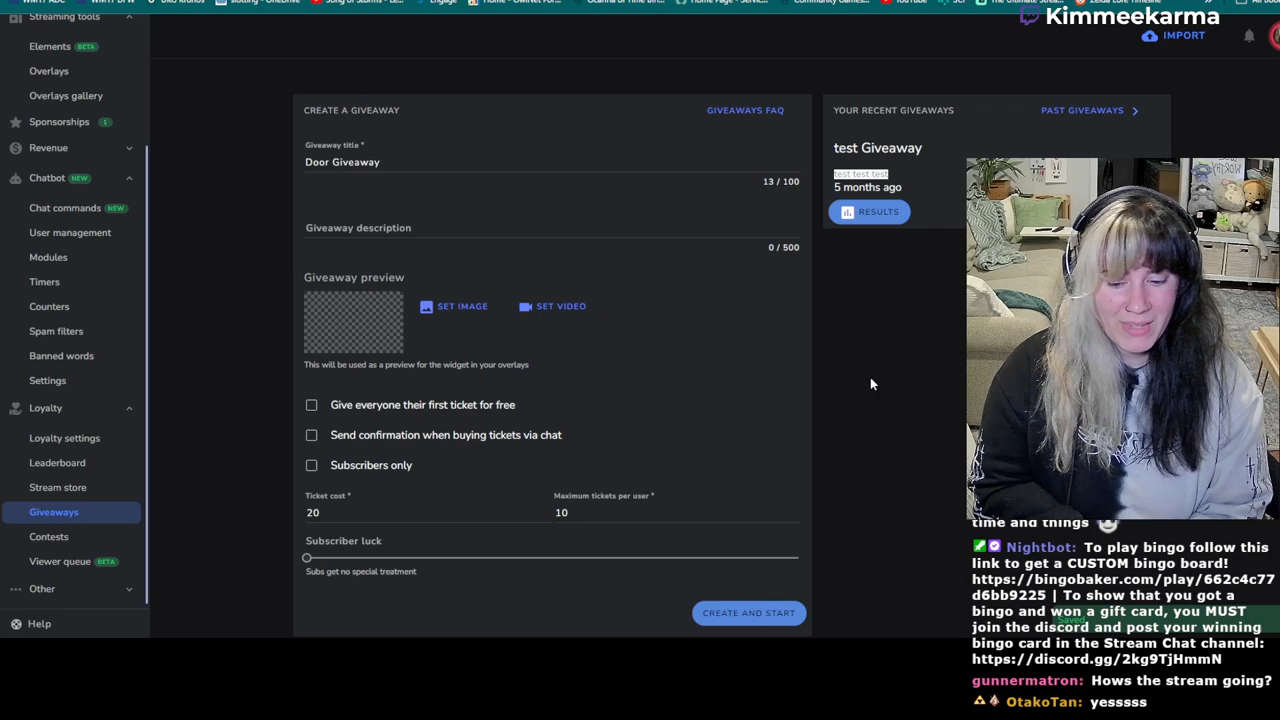 Kimmeekarma
Streaming tools
IMPORT
Elements BETA
Overlays
Overlays gallery
Sponsorships 1
Revenue
Chatbot NEW
Chat commands NEW
User management
Modules
Timers
Counters
Spam filters
Banned words
Settings
Loyalty
Loyalty settings
Leaderboard
Stream store
Giveaways
Contests
Viewer queue BETA
Other
Help
CREATE A GIVEAWAY
GIVEAWAYS FAQ
Giveaway title *
Door Giveaway
13 / 100
Giveaway description
0 / 500
Giveaway preview
SET IMAGE
SET VIDEO
This will be used as a preview for the widget in your overlays
Give everyone their first ticket for free
Send confirmation when buying tickets via chat
Subscribers only
Ticket cost *
Maximum tickets per user *
20
10
Subscriber luck
Subs get no special treatment
CREATE AND START
YOUR RECENT GIVEAWAYS
PAST GIVEAWAYS
test Giveaway
test test test
5 months ago
RESULTS
time and things
Nightbot: To play bingo follow this
link to get a CUSTOM bingo board!
https://bingobaker.com/play/662c4c77
d6bb9225 | To show that you got a
bingo and won a gift card, you MUST
join the discord and post your winning
bingo card in the Stream Chat channel:
https://discord.gg/2kg9TjHmmN
Saved
gunnermatron: Hows the stream going?
OtakoTan: yesssss